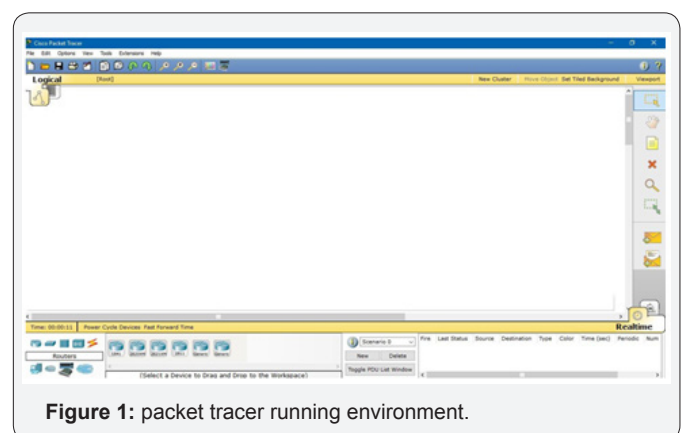 Cisco Packet Tracer
File Edit Options View Tools Extensions Help
Logical [Root] New Cluster Move Object Set Tiled Background Viewport
Time: 00:00:11 Power Cycle Devices Fast Forward Time Realtime
Routers
(Select a Device to Drag and Drop to the Workspace)
Scenario 0
New Delete
Toggle PDU List Window
Fire Last Status Source Destination Type Color Time (sec) Periodic Num
Figure 1: packet tracer running environment.